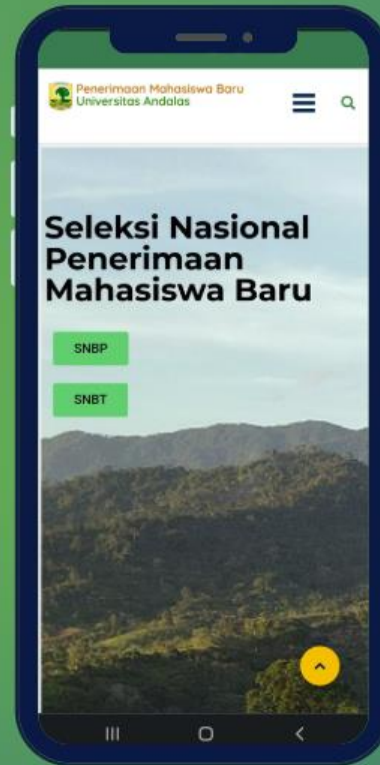 Penerimaan Mahasiswa Baru
Universitas Andalas
Seleksi Nasional
Penerimaan
Mahasiswa Baru
SNBP
SNBT